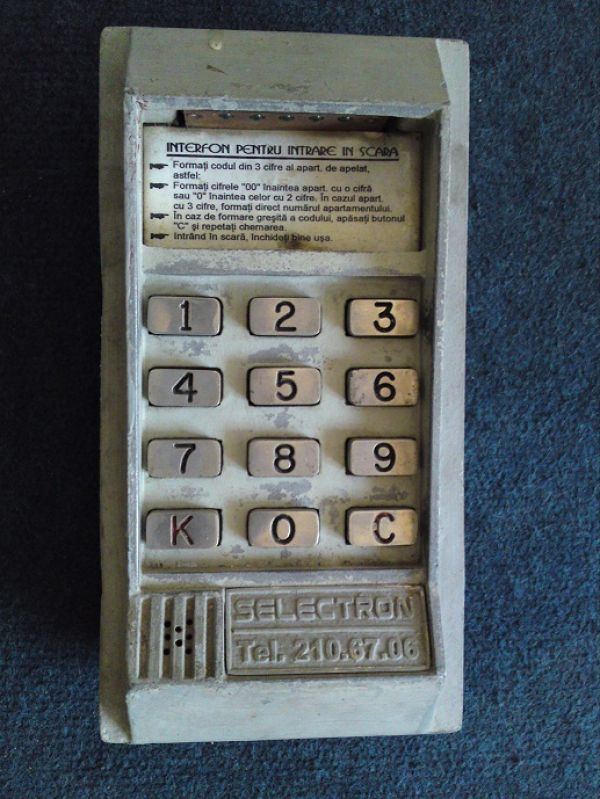 INTERFON PENTRU INTRARE IN SCARA
Formați codul din 3 cifre al apart. de apelat,
astfel:
Formați cifrele "00" înaintea apart. cu o cifră
sau "0" înaintea celor cu 2 cifre. În cazul apart.
cu 3 cifre, formați direct numărul apartamentului.
În caz de formare greșită a codului, apăsați butonul
"C" și repetați chemarea.
Intrând în scară, închideți bine ușa.
1 2 3
4 5 6
7 8 9
K 0 C
SELECTRON
Tel. 210.67.06